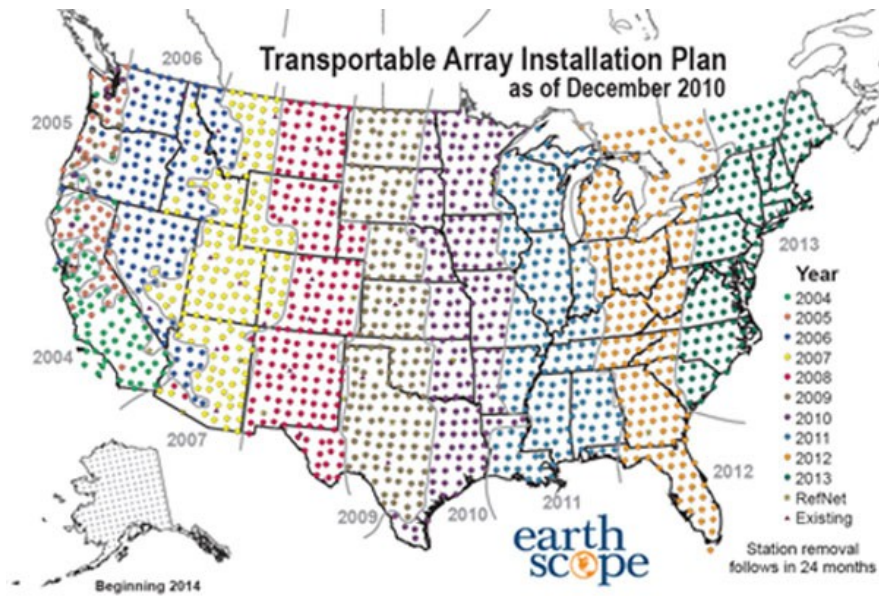 Transportable Array Installation Plan
as of December 2010
2006
2005
2013
Year
2004
2005
2006
2007
2008
2009
2010
2011
2012
2013
RefNet
Existing
2004
2007
2012
2009
2010
2011
earth
scope
Station removal
follows in 24 months
Beginning 2014